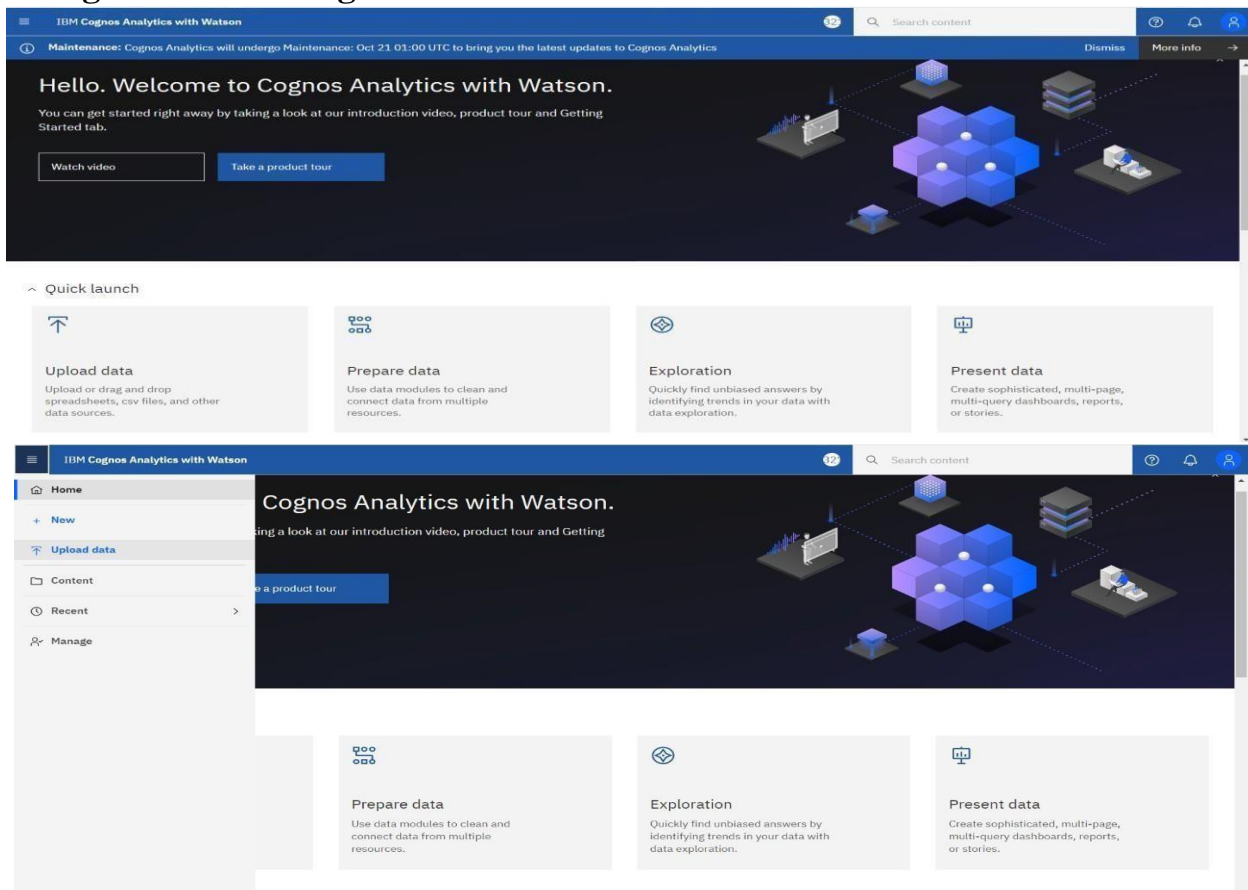 IBM Cognos Analytics with Watson
Search content
Maintenance: Cognos Analytics will undergo Maintenance: Oct 21 01:00 UTC to bring you the latest updates to Cognos Analytics
Dismiss
More info
Hello. Welcome to Cognos Analytics with Watson.
You can get started right away by taking a look at our introduction video, product tour and Getting
Started tab.
Watch video
Take a product tour
Quick launch
Upload data
Upload or drag and drop
spreadsheets, csv files, and other
data sources.
Prepare data
Use data modules to clean and
connect data from multiple
resources.
Exploration
Quickly find unbiased answers by
identifying trends in your data with
data exploration.
Present data
Create sophisticated, multi-page,
multi-query dashboards, reports,
or stories.
IBM Cognos Analytics with Watson
Search content
Home
New
Upload data
Content
Recent
Manage
Cognos Analytics with Watson.
a look at our introduction video, product tour and Getting
a product tour
Prepare data
Use data modules to clean and
connect data from multiple
resources.
Exploration
Quickly find unbiased answers by
identifying trends in your data with
data exploration.
Present data
Create sophisticated, multi-page,
multi-query dashboards, reports,
or stories.